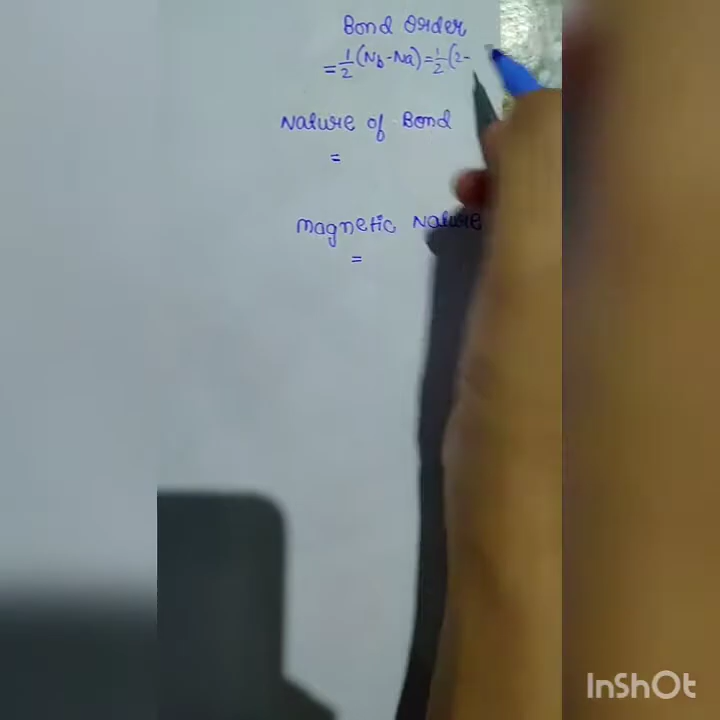 Bond Order
= 1/2 (Nb - Na) = 1/2 (2 -
Nature of Bond
=
Magnetic Nature
=
InShOt